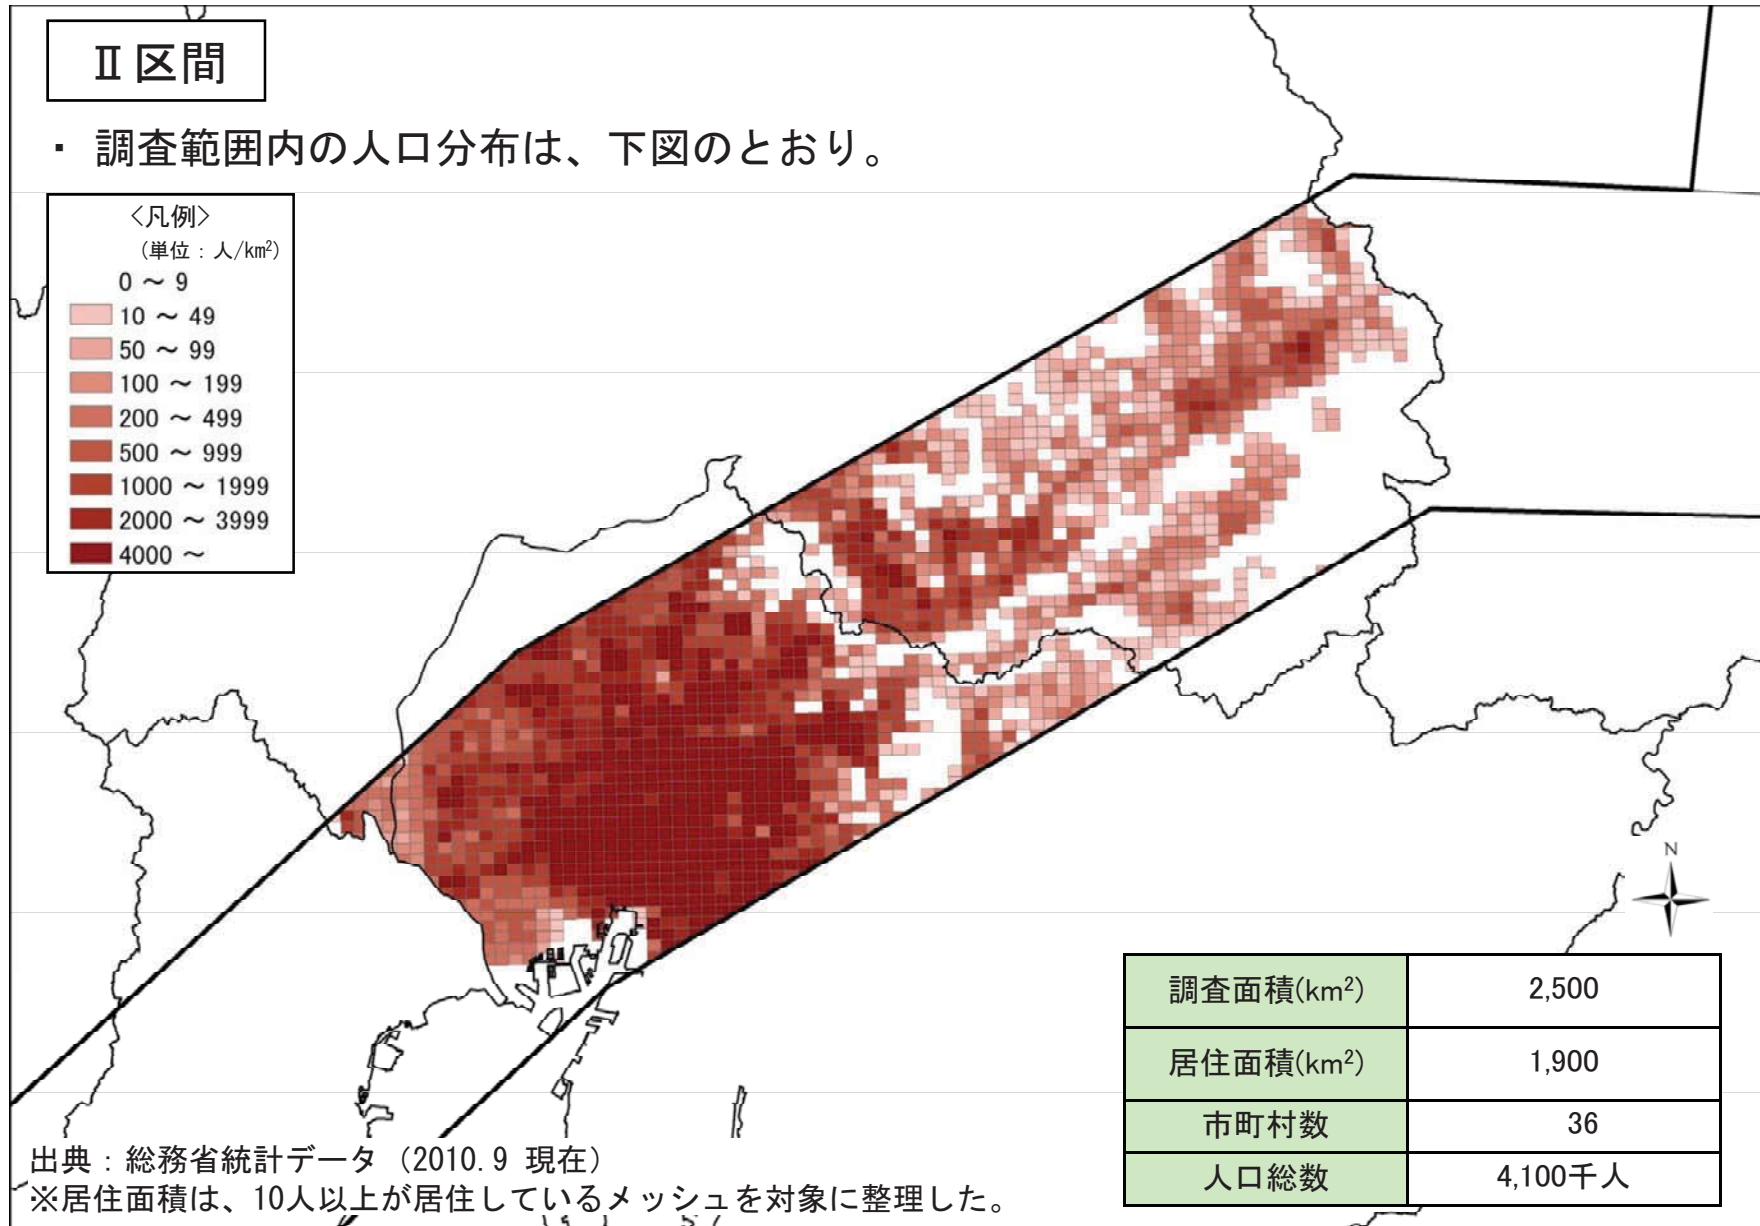 Ⅱ区間
・ 調査範囲内の人口分布は、下図のとおり。
<凡例>
(単位：人/km²)
0 ～ 9
10 ～ 49
50 ～ 99
100 ～ 199
200 ～ 499
500 ～ 999
1000 ～ 1999
2000 ～ 3999
4000 ～
N
調査面積(km²) 2,500
居住面積(km²) 1,900
市町村数 36
人口総数 4,100千人
出典：総務省統計データ（2010.9 現在）
※居住面積は、10人以上が居住しているメッシュを対象に整理した。